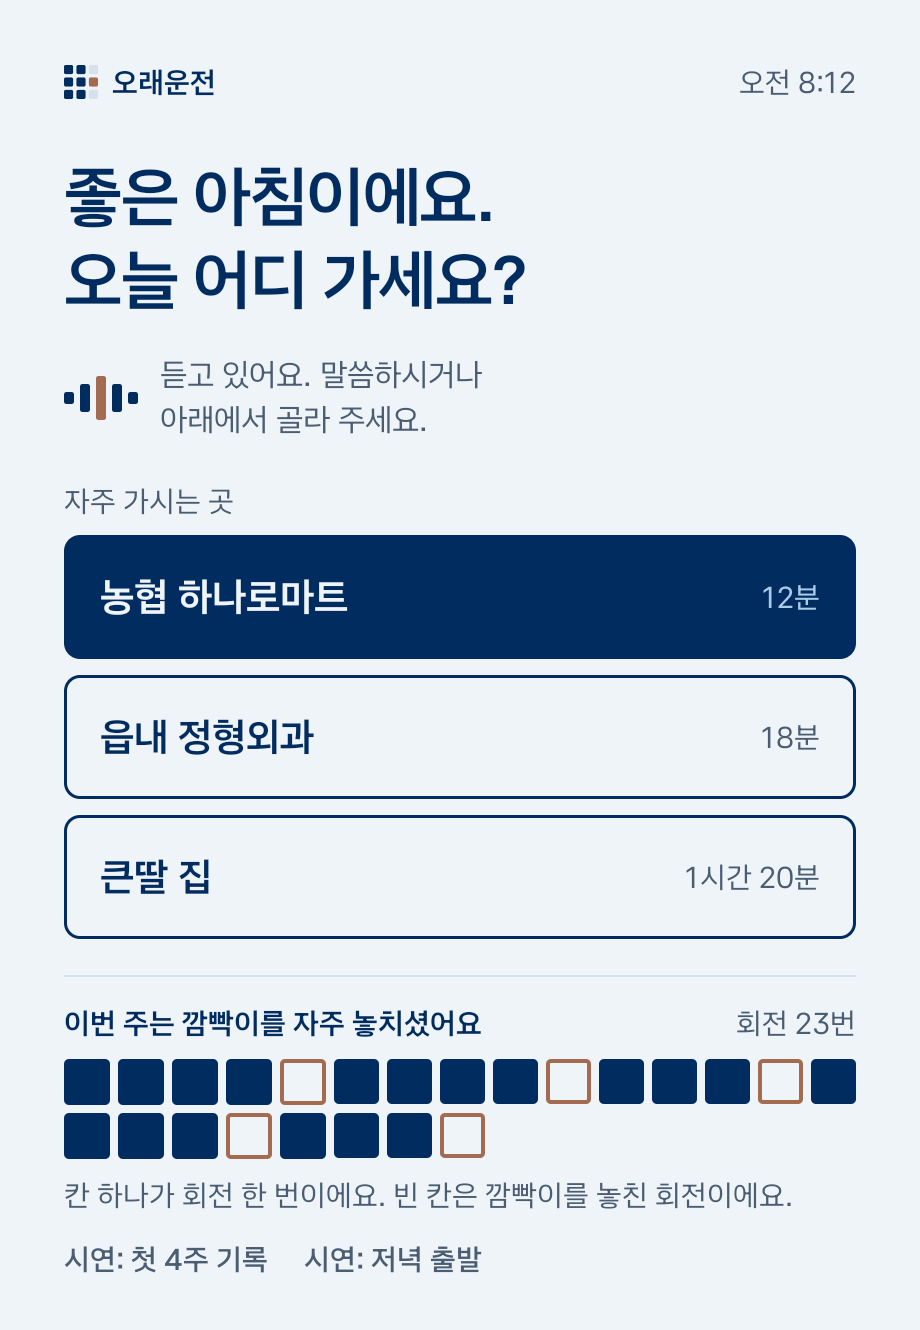 오래운전
오전 8:12
좋은 아침이에요.
오늘 어디 가세요?
듣고 있어요. 말씀하시거나
아래에서 골라 주세요.
자주 가시는 곳
농협 하나로마트
12분
읍내 정형외과
18분
큰딸 집
1시간 20분
이번 주는 깜빡이를 자주 놓치셨어요
회전 23번
칸 하나가 회전 한 번이에요. 빈 칸은 깜빡이를 놓친 회전이에요.
시연: 첫 4주 기록
시연: 저녁 출발